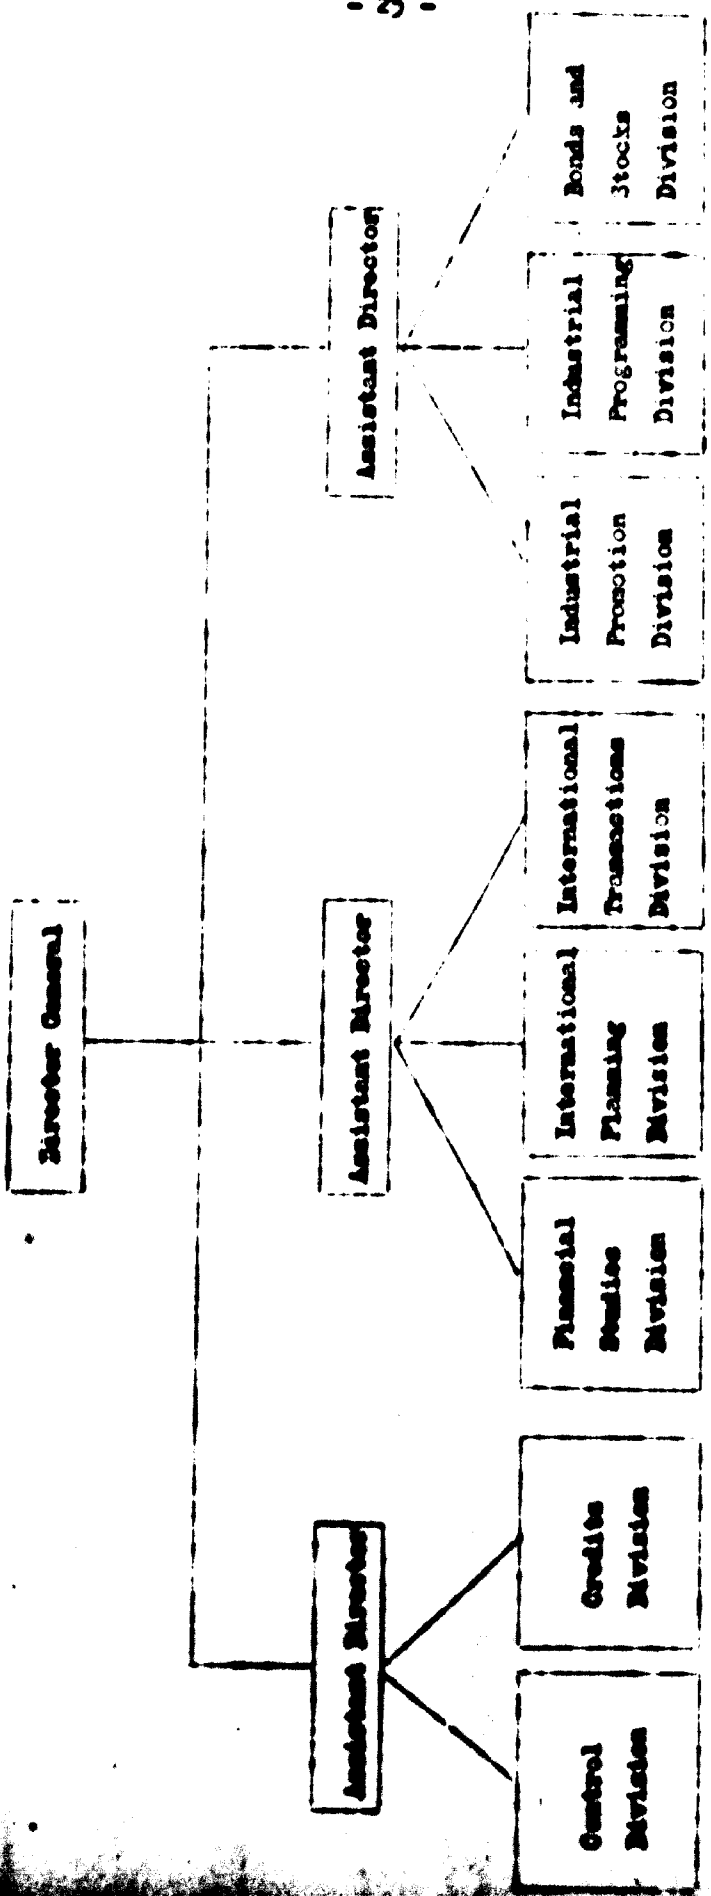 Director General
Assistant Director
Assistant Director
Assistant Director
Control
Division
Credits
Division
Financial
Studies
Division
International
Planning
Division
International
Transactions
Division
Industrial
Promotion
Division
Industrial
Programming
Division
Bonds and
Stocks
Division